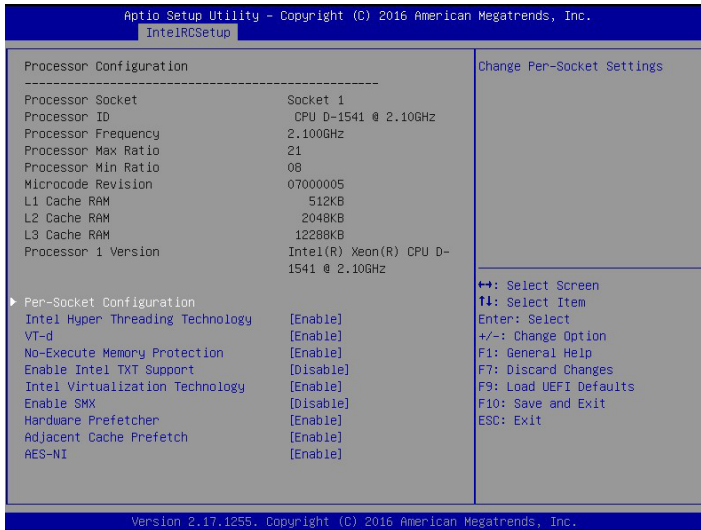 Aptio Setup Utility – Copyright (C) 2016 American Megatrends, Inc.
IntelRCSetup
Processor Configuration
--------------------------------------------------
Processor Socket Socket 1
Processor ID CPU D-1541 @ 2.10GHz
Processor Frequency 2.100GHz
Processor Max Ratio 21
Processor Min Ratio 08
Microcode Revision 07000005
L1 Cache RAM 512KB
L2 Cache RAM 2048KB
L3 Cache RAM 12288KB
Processor 1 Version Intel(R) Xeon(R) CPU D-
1541 @ 2.10GHz
▶ Per-Socket Configuration
Intel Hyper Threading Technology [Enable]
VT-d [Enable]
No-Execute Memory Protection [Enable]
Enable Intel TXT Support [Disable]
Intel Virtualization Technology [Enable]
Enable SMX [Disable]
Hardware Prefetcher [Enable]
Adjacent Cache Prefetch [Enable]
AES-NI [Enable]
Change Per-Socket Settings
↔: Select Screen
↑↓: Select Item
Enter: Select
+/-: Change Option
F1: General Help
F7: Discard Changes
F9: Load UEFI Defaults
F10: Save and Exit
ESC: Exit
Version 2.17.1255. Copyright (C) 2016 American Megatrends, Inc.